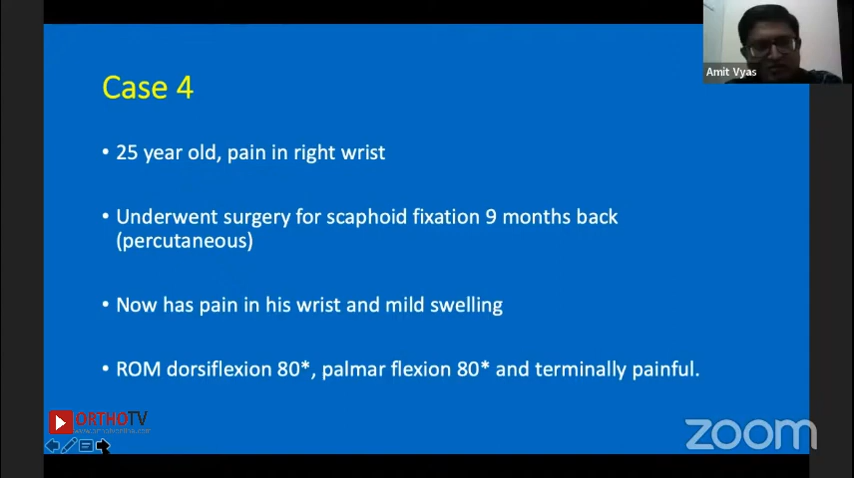 Amit Vyas
Case 4
• 25 year old, pain in right wrist
• Underwent surgery for scaphoid fixation 9 months back
(percutaneous)
• Now has pain in his wrist and mild swelling
• ROM dorsiflexion 80*, palmar flexion 80* and terminally painful.
ORTHOTV
zoom